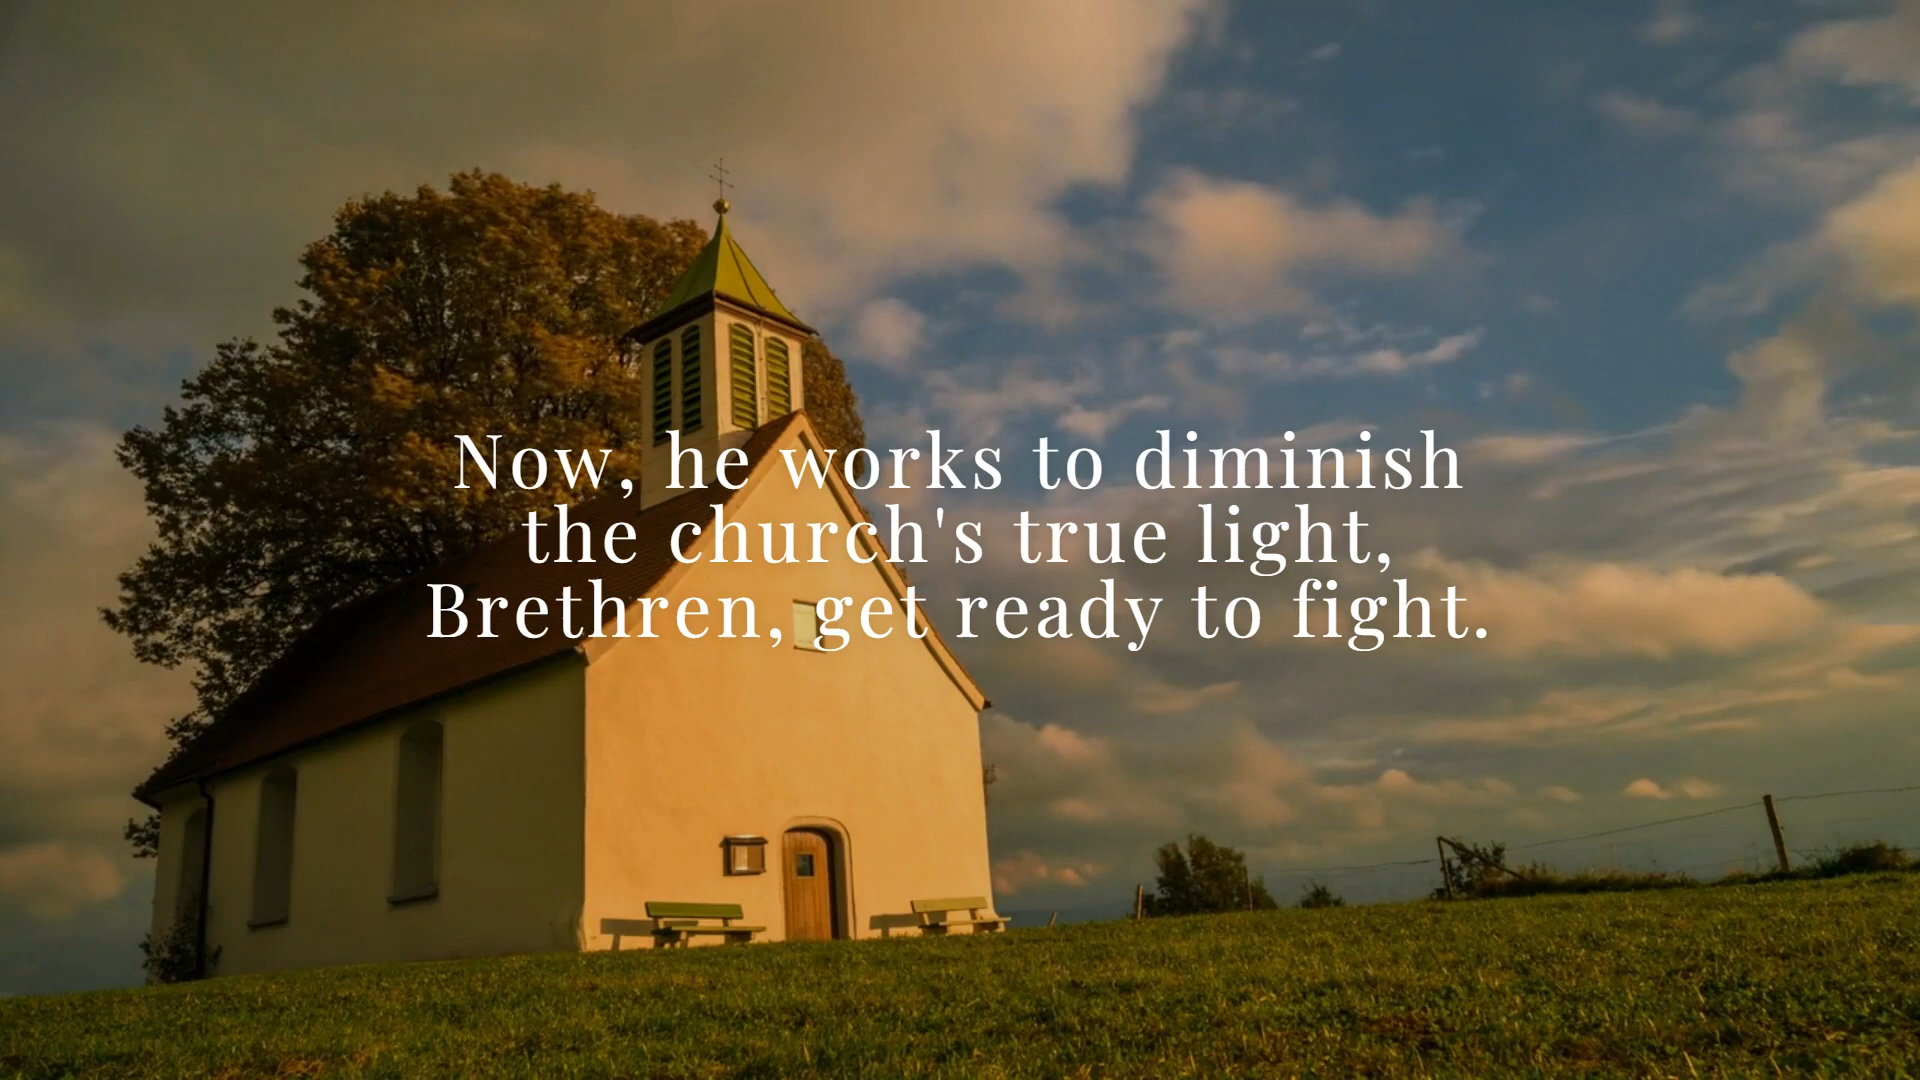 Now, he works to diminish
the church's true light,
Brethren, get ready to fight.